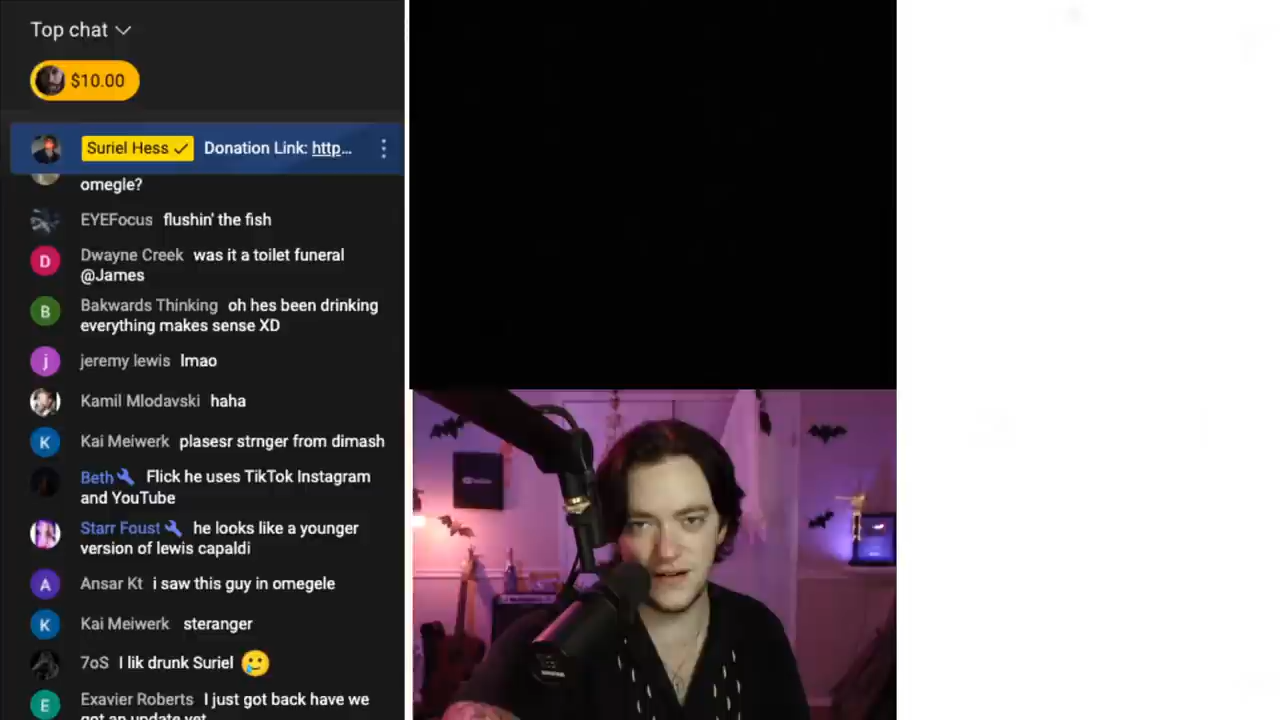 Top chat
$10.00
Suriel Hess Donation Link: http...
omegle?
EYEFocus flushin' the fish
Dwayne Creek was it a toilet funeral
@James
Bakwards Thinking oh hes been drinking
everything makes sense XD
jeremy lewis lmao
Kamil Mlodavski haha
Kai Meiwerk plasesr strnger from dimash
Beth Flick he uses TikTok Instagram
and YouTube
Starr Foust he looks like a younger
version of lewis capaldi
Ansar Kt i saw this guy in omegele
Kai Meiwerk steranger
7oS I lik drunk Suriel
Exavier Roberts I just got back have we
got an update yet